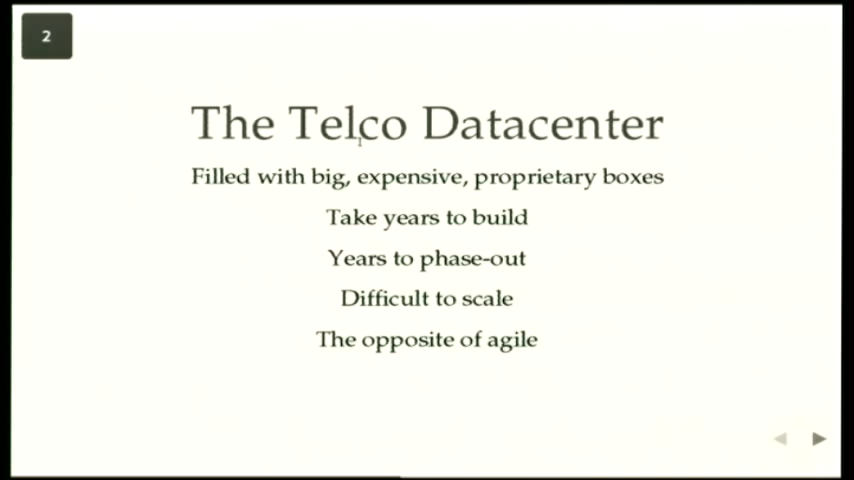 2
The Telco Datacenter
Filled with big, expensive, proprietary boxes
Take years to build
Years to phase-out
Difficult to scale
The opposite of agile